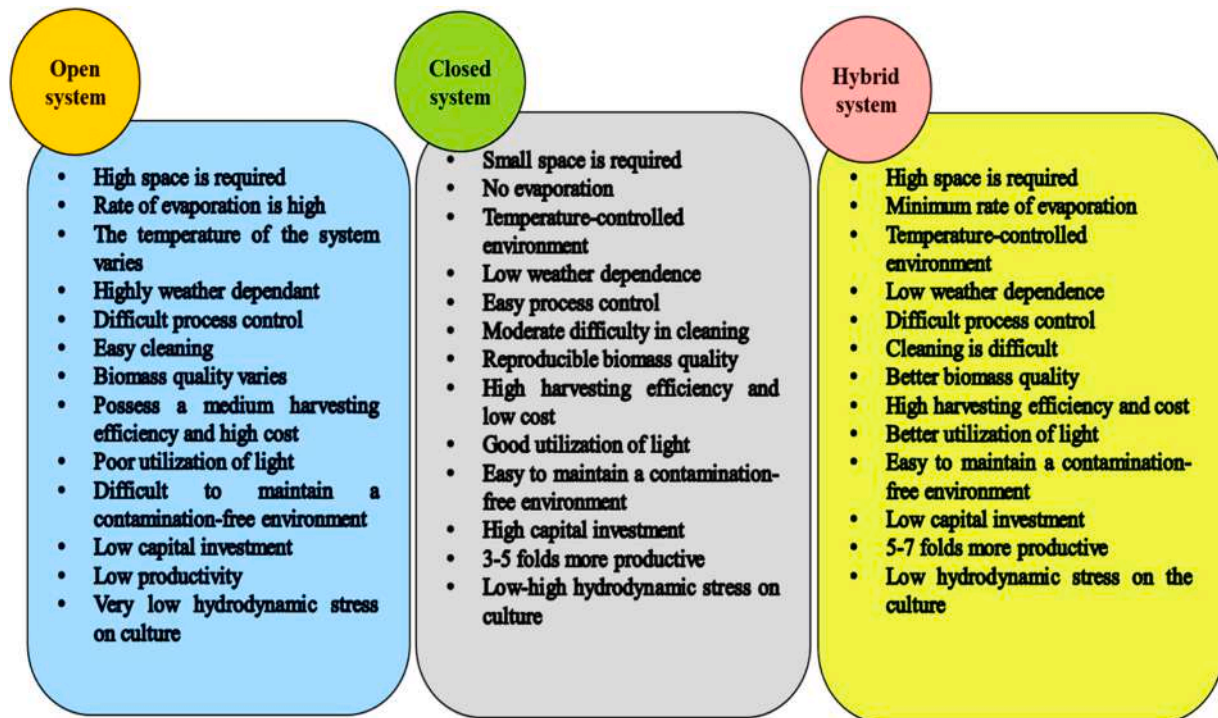 Open
system
• High space is required
• Rate of evaporation is high
• The temperature of the system
varies
• Highly weather dependant
• Difficult process control
• Easy cleaning
• Biomass quality varies
• Possess a medium harvesting
efficiency and high cost
• Poor utilization of light
• Difficult to maintain a
contamination-free environment
• Low capital investment
• Low productivity
• Very low hydrodynamic stress
on culture
Closed
system
• Small space is required
• No evaporation
• Temperature-controlled
environment
• Low weather dependence
• Easy process control
• Moderate difficulty in cleaning
• Reproducible biomass quality
• High harvesting efficiency and
low cost
• Good utilization of light
• Easy to maintain a contamination-
free environment
• High capital investment
• 3-5 folds more productive
• Low-high hydrodynamic stress on
culture
Hybrid
system
• High space is required
• Minimum rate of evaporation
• Temperature-controlled
environment
• Low weather dependence
• Difficult process control
• Cleaning is difficult
• Better biomass quality
• High harvesting efficiency and cost
• Better utilization of light
• Easy to maintain a contamination-
free environment
• Low capital investment
• 5-7 folds more productive
• Low hydrodynamic stress on the
culture